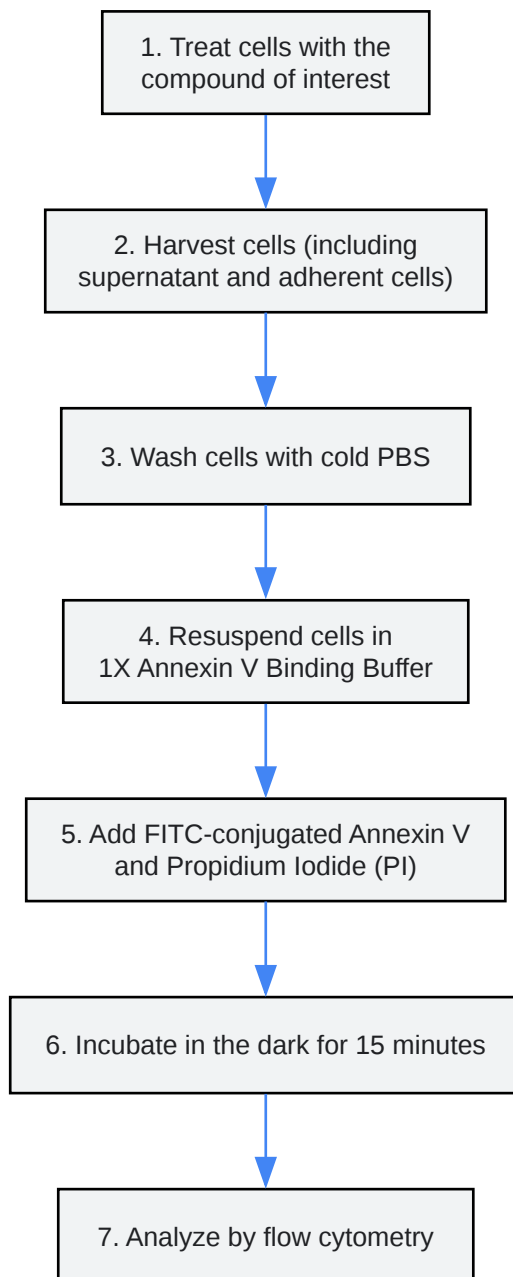 1. Treat cells with the
compound of interest
2. Harvest cells (including
supernatant and adherent cells)
3. Wash cells with cold PBS
4. Resuspend cells in
1X Annexin V Binding Buffer
5. Add FITC-conjugated Annexin V
and Propidium Iodide (PI)
6. Incubate in the dark for 15 minutes
7. Analyze by flow cytometry